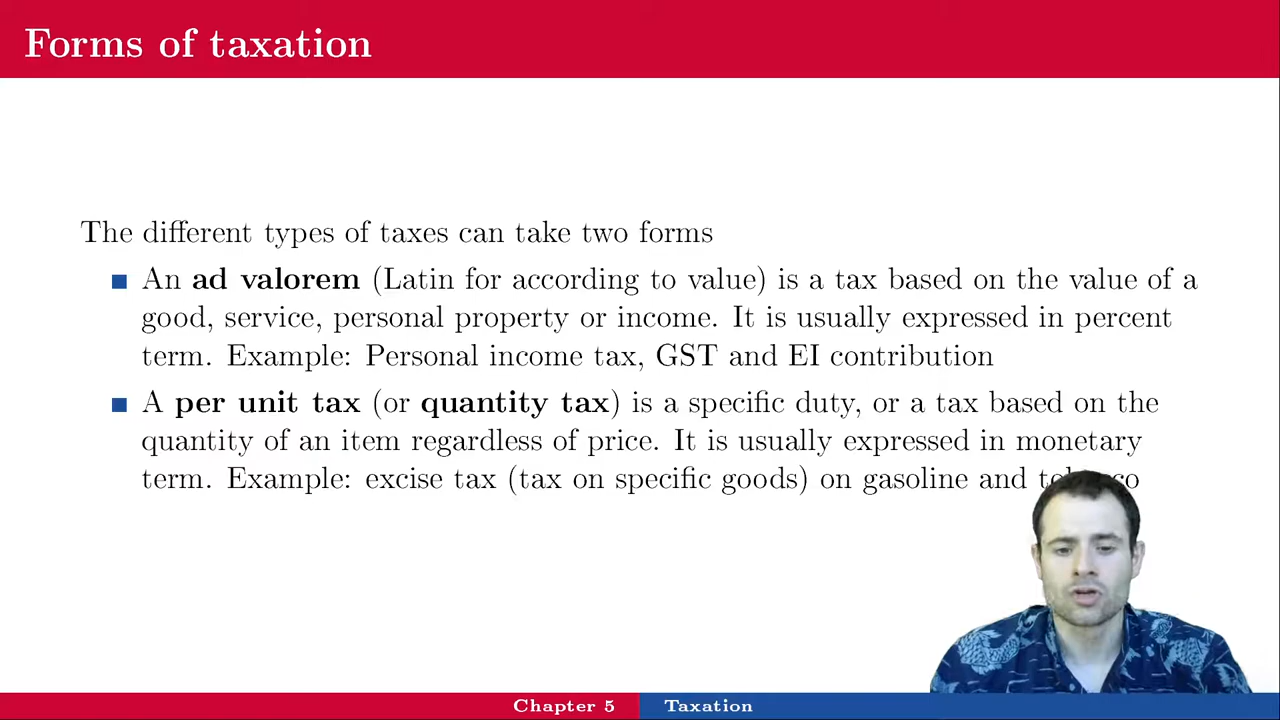 Forms of taxation
The different types of taxes can take two forms
An ad valorem (Latin for according to value) is a tax based on the value of a
good, service, personal property or income. It is usually expressed in percent
term. Example: Personal income tax, GST and EI contribution
A per unit tax (or quantity tax) is a specific duty, or a tax based on the
quantity of an item regardless of price. It is usually expressed in monetary
term. Example: excise tax (tax on specific goods) on gasoline and
Chapter 5 Taxation